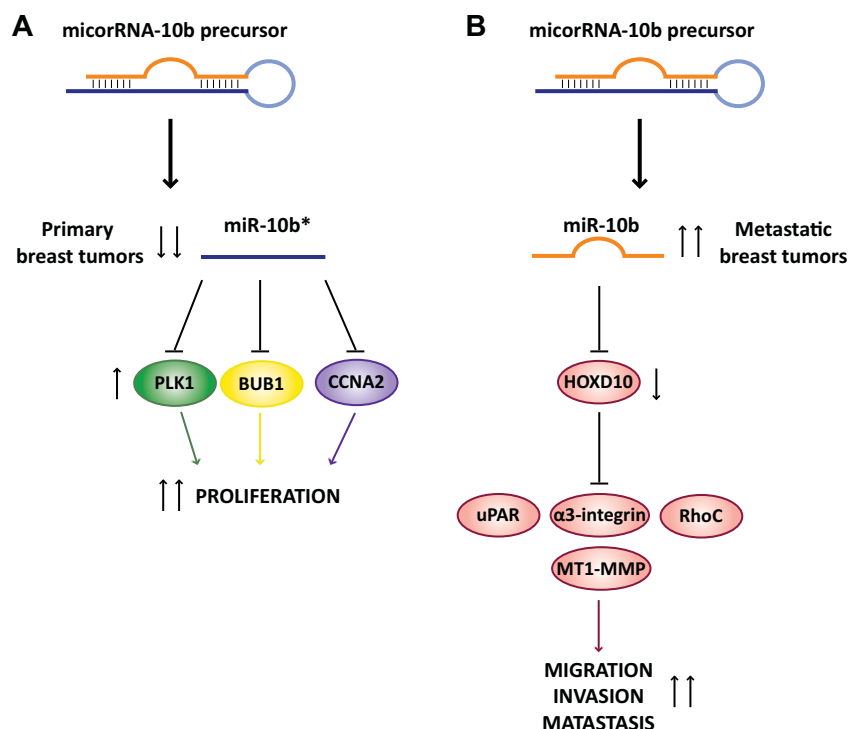 A
micorRNA-10b precursor
Primary
breast tumors
miR-10b*
PLK1
BUB1
CCNA2
PROLIFERATION
B
micorRNA-10b precursor
miR-10b
Metastatic
breast tumors
HOXD10
uPAR
α3-integrin
RhoC
MT1-MMP
MIGRATION
INVASION
MATASTASIS